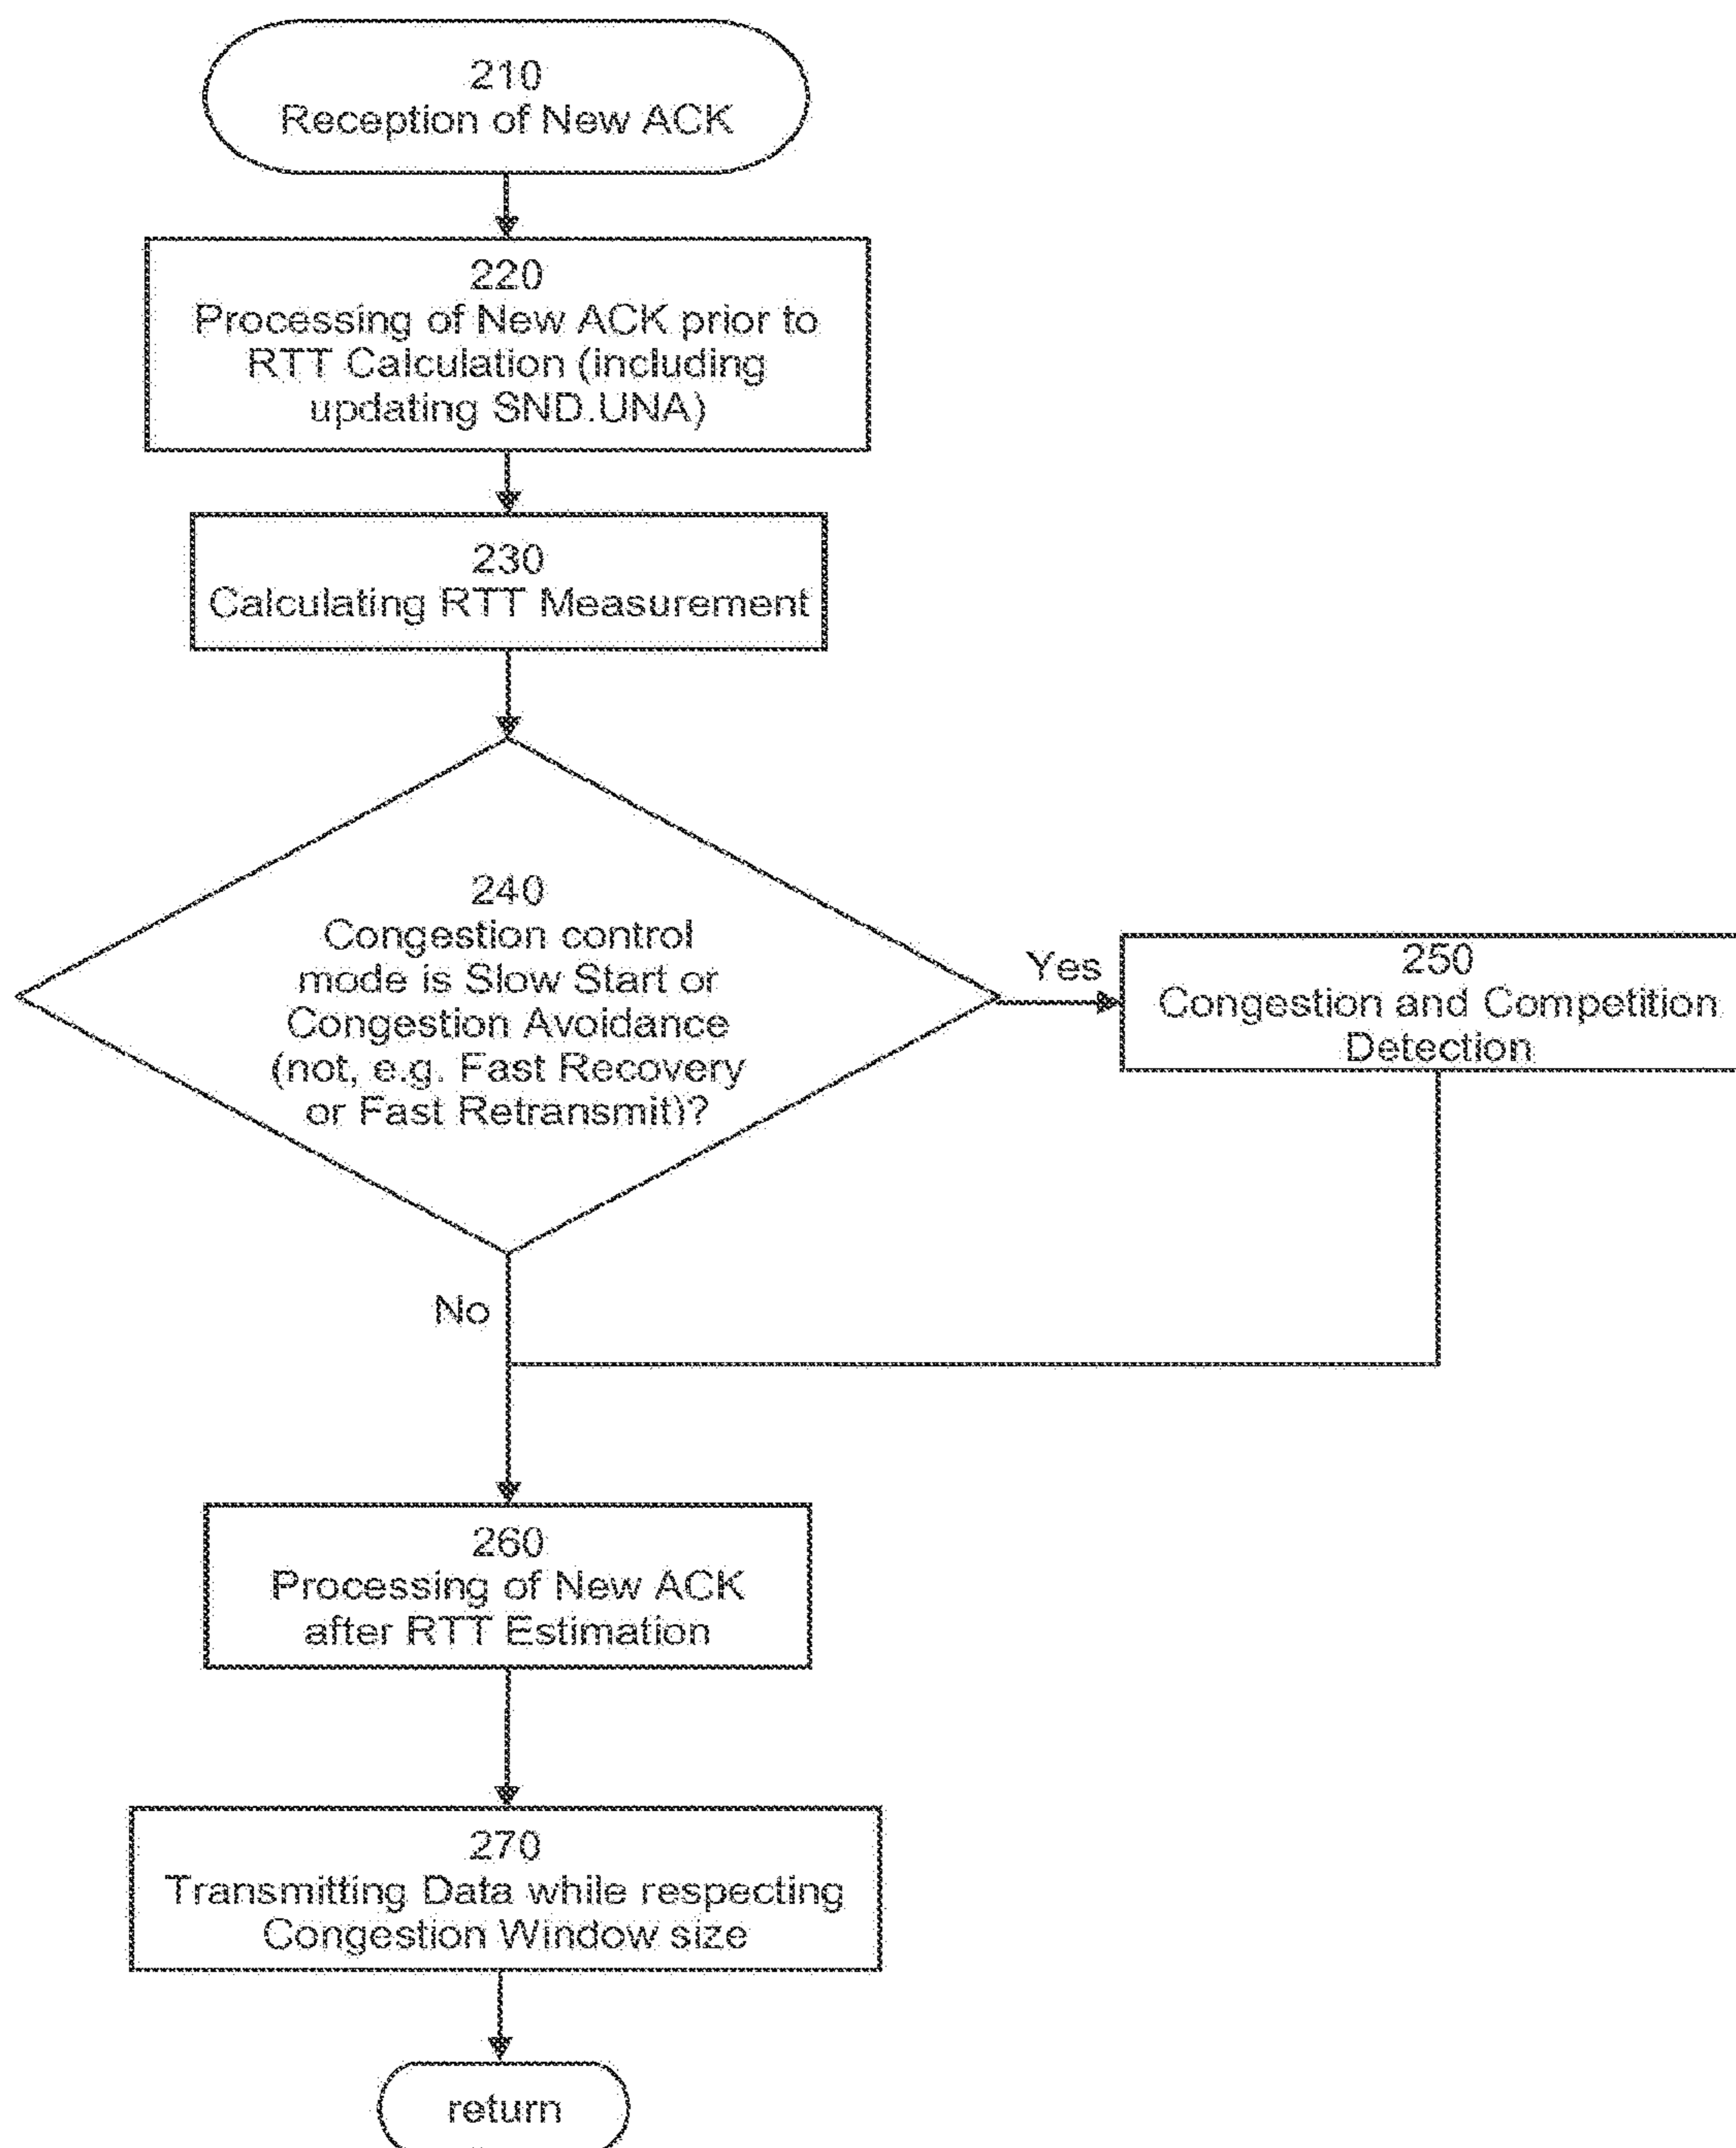 210
Reception of New ACK
220
Processing of New ACK prior to
RTT Calculation (including
updating SND.UNA)
230
Calculating RTT Measurement
240
Congestion control
mode is Slow Start or
Congestion Avoidance
(not, e.g. Fast Recovery
or Fast Retransmit)?
Yes
250
Congestion and Competition
Detection
No
260
Processing of New ACK
after RTT Estimation
270
Transmitting Data while respecting
Congestion Window size
return